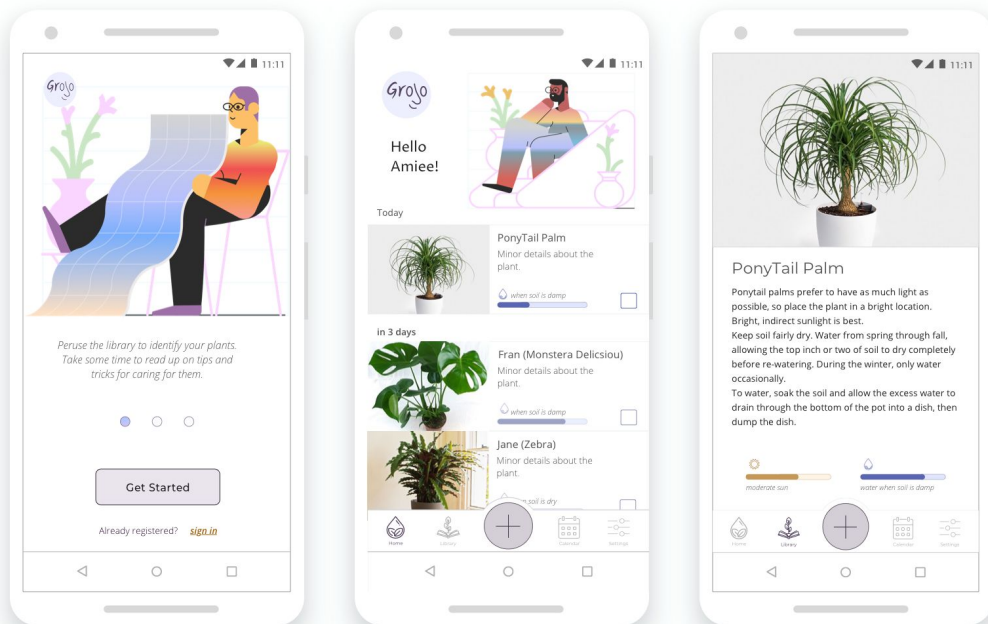 11:11
Grojo
Peruse the library to identify your plants.
Take some time to read up on tips and
tricks for caring for them.
Get Started
Already registered? sign in
11:11
Grojo
Hello
Amiee!
Today
PonyTail Palm
Minor details about the
plant.
when soil is damp
in 3 days
Fran (Monstera Delicsiou)
Minor details about the
plant.
when soil is damp
Jane (Zebra)
Minor details about the
plant.
soil is dry
Home
Library
Calendar
Settings
11:11
PonyTail Palm
Ponytail palms prefer to have as much light as
possible, so place the plant in a bright location.
Bright, indirect sunlight is best.
Keep soil fairly dry. Water from spring through fall,
allowing the top inch or two of soil to dry completely
before re-watering. During the winter, only water
occasionally.
To water, soak the soil and allow the excess water to
drain through the bottom of the pot into a dish, then
dump the dish.
moderate sun
water when soil is damp
Home
Library
Calendar
Settings